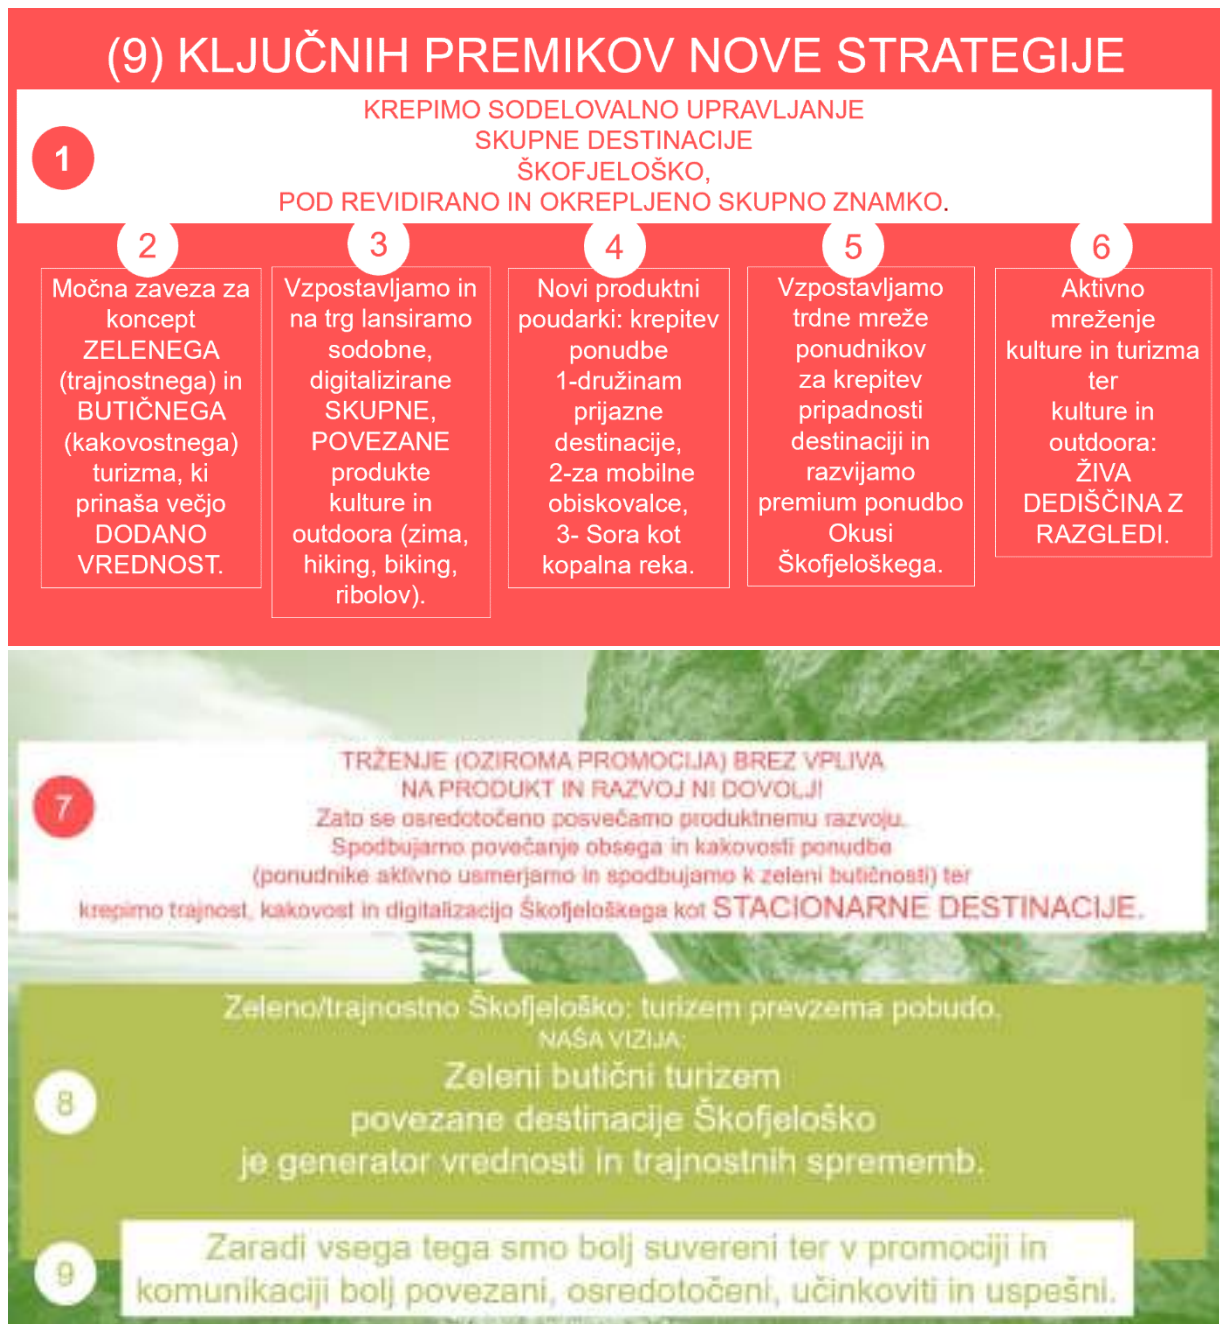 (9) KLJUČNIH PREMIKOV NOVE STRATEGIJE
1
KREPIMO SODELOVALNO UPRAVLJANJE
SKUPNE DESTINACIJE
ŠKOFJELOŠKO,
POD REVIDIRANO IN OKREPLJENO SKUPNO ZNAMKO.
2
Močna zaveza za
koncept
ZELENEGA
(trajnostnega) in
BUTIČNEGA
(kakovostnega)
turizma, ki
prinaša večjo
DODANO
VREDNOST.
3
Vzpostavljamo in
na trg lansiramo
sodobne,
digitalizirane
SKUPNE,
POVEZANE
produkte
kulture in
outdoora (zima,
hiking, biking,
ribolov).
4
Novi produktni
poudarki: krepitev
ponudbe
1-družinam
prijazne
destinacije,
2-za mobilne
obiskovalce,
3- Sora kot
kopalna reka.
5
Vzpostavljamo
trdne mreže
ponudnikov
za krepitev
pripadnosti
destinaciji in
razvijamo
premium ponudbo
Okusi
Škofjeloškega.
6
Aktivno
mreženje
kulture in turizma
ter
kulture in
outdoora:
ŽIVA
DEDIŠČINA Z
RAZGLEDI.
7
TRŽENJE (OZIROMA PROMOCIJA) BREZ VPLIVA
NA PRODUKT IN RAZVOJ NI DOVOLJ!
Zato se osredotočeno posvečamo produktnemu razvoju.
Spodbujamo povečanje obsega in kakovosti ponudbe
(ponudnike aktivno usmerjamo in spodbujamo k zeleni butičnosti) ter
krepimo trajnost, kakovost in digitalizacijo Škofjeloškega kot STACIONARNE DESTINACIJE.
8
Zeleno/trajnostno Škofjeloško: turizem prevzema pobudo.
NAŠA VIZIJA:
Zeleni butični turizem
povezane destinacije Škofjeloško
je generator vrednosti in trajnostnih sprememb.
9
Zaradi vsega tega smo bolj suvereni ter v promociji in
komunikaciji bolj povezani, osredotočeni, učinkoviti in uspešni.